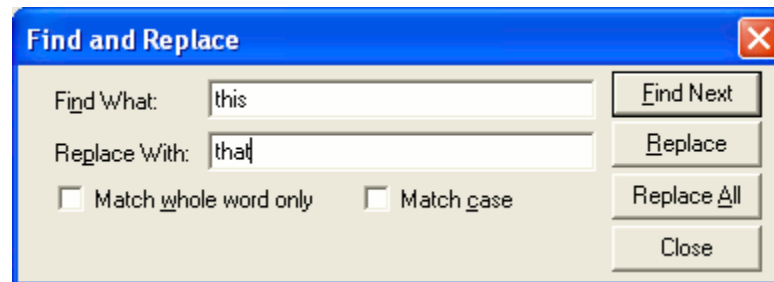 Find and Replace
Find What: this Find Next
Replace With: that Replace
Match whole word only Match case Replace All
Close